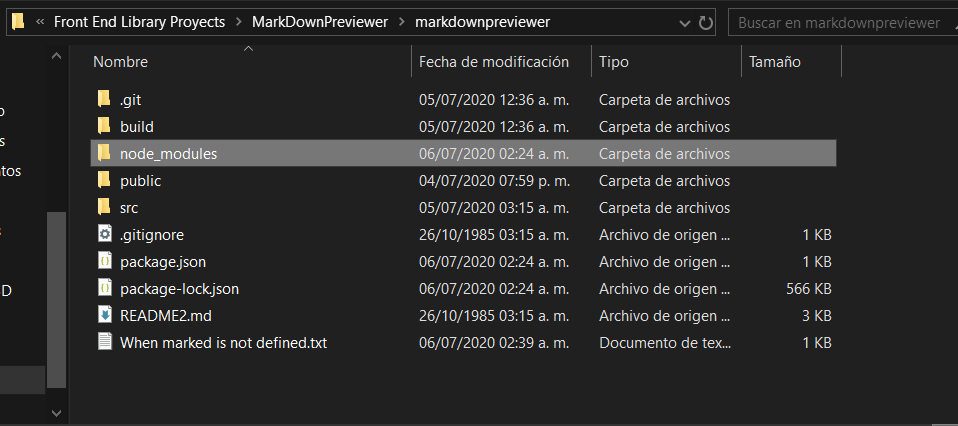 « Front End Library Proyects > MarkDownPreviewer > markdownpreviewer Buscar en markdownpreviewer
Nombre Fecha de modificación Tipo Tamaño
.git 05/07/2020 12:36 a. m. Carpeta de archivos
build 05/07/2020 12:36 a. m. Carpeta de archivos
node_modules 06/07/2020 02:24 a. m. Carpeta de archivos
public 04/07/2020 07:59 p. m. Carpeta de archivos
src 05/07/2020 03:15 a. m. Carpeta de archivos
.gitignore 26/10/1985 03:15 a. m. Archivo de origen ... 1 KB
package.json 06/07/2020 02:24 a. m. Archivo de origen ... 1 KB
package-lock.json 06/07/2020 02:24 a. m. Archivo de origen ... 566 KB
README2.md 26/10/1985 03:15 a. m. Archivo de origen ... 3 KB
When marked is not defined.txt 06/07/2020 02:39 a. m. Documento de tex... 1 KB
ntos
D